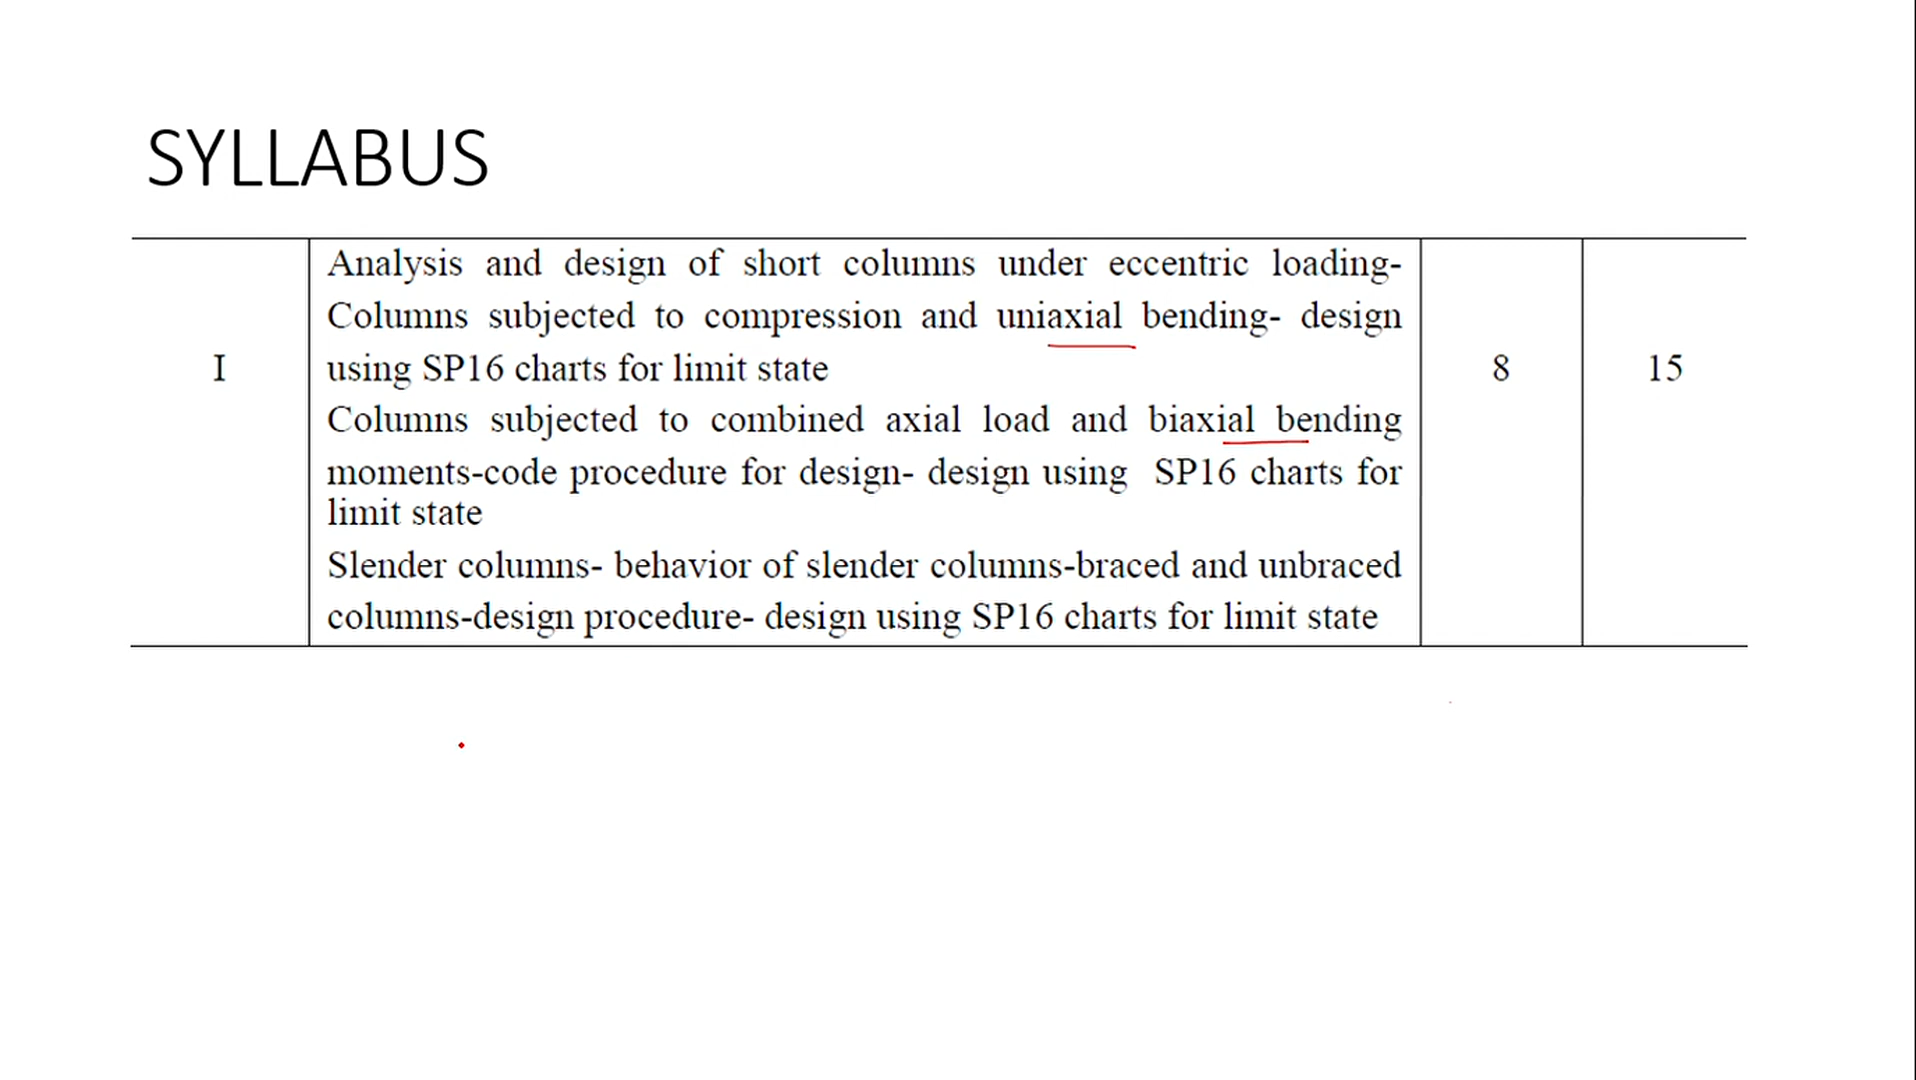 SYLLABUS
Analysis and design of short columns under eccentric loading-
Columns subjected to compression and uniaxial bending- design
using SP16 charts for limit state
I 8 15
Columns subjected to combined axial load and biaxial bending
moments-code procedure for design- design using SP16 charts for
limit state
Slender columns- behavior of slender columns-braced and unbraced
columns-design procedure- design using SP16 charts for limit state